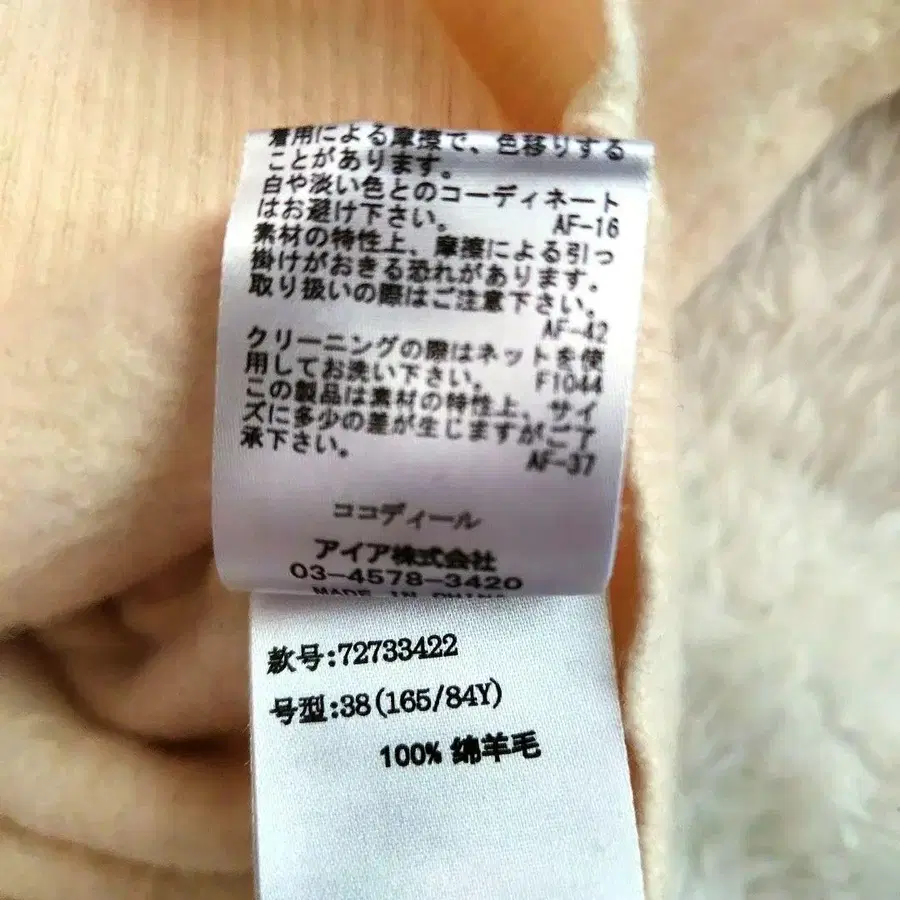 着用による摩擦で、色移りする
ことがあります。
白や淡い色とのコーディネート
はお避け下さい。 AF-16
素材の特性上、摩擦による引っ
掛けがおきる恐れがあります。
取り扱いの際はご注意下さい。
AF-42
クリーニングの際はネットを使
用してお洗い下さい。 F1044
この製品は素材の特性上、サイ
ズに多少の差が生じますがご了
承下さい。 AF-37
ココディール
アイア株式会社
03-4578-3420
MADE IN CHINA
款号:72733422
号型:38(165/84Y)
100% 绵羊毛